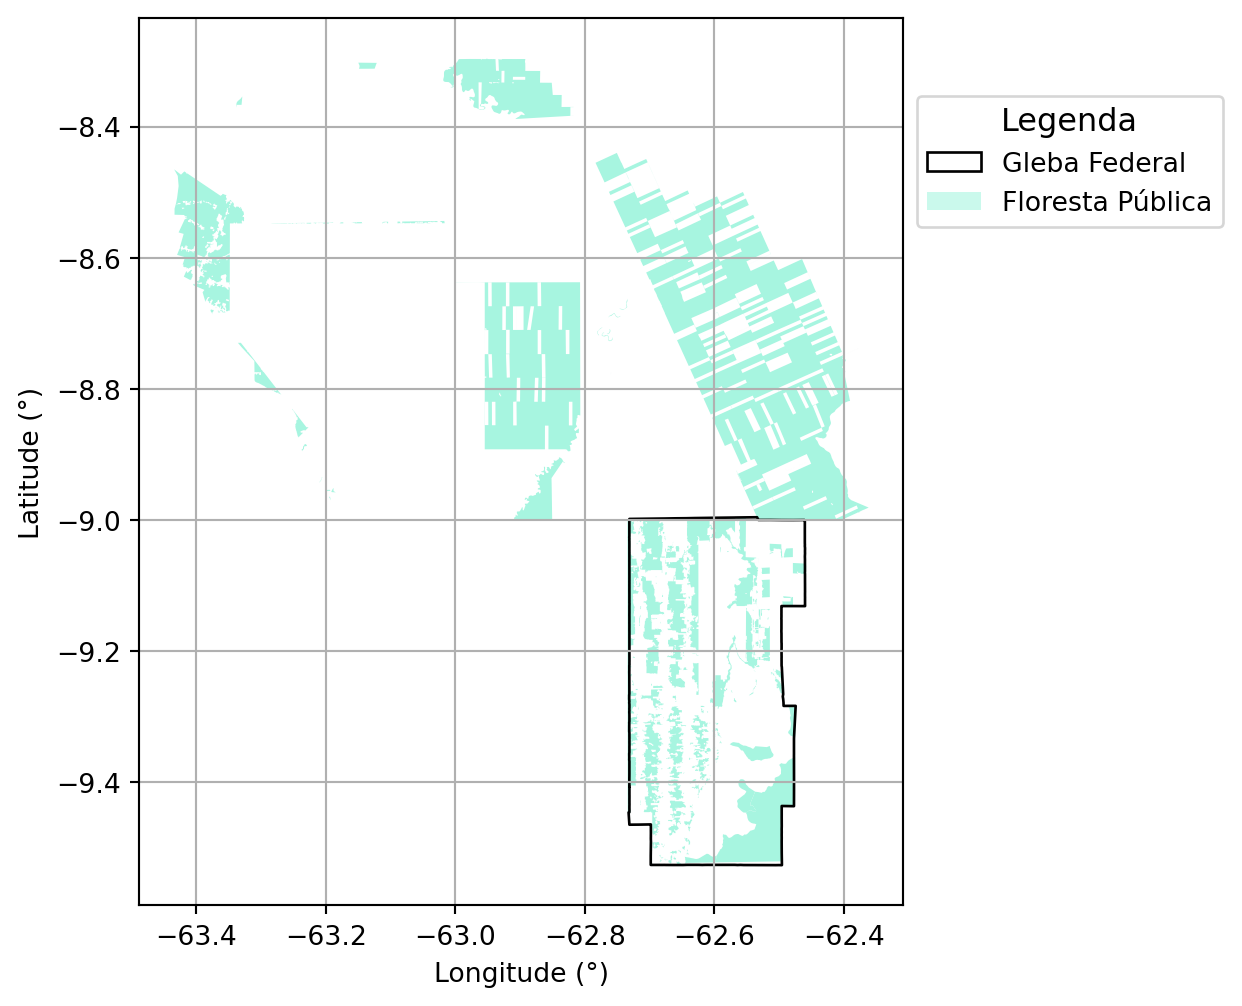 Legenda
Gleba Federal
Floresta Pública
−8.4
−8.6
−8.8
−9.0
−9.2
−9.4
Latitude (°)
−63.4 −63.2 −63.0 −62.8 −62.6 −62.4
Longitude (°)